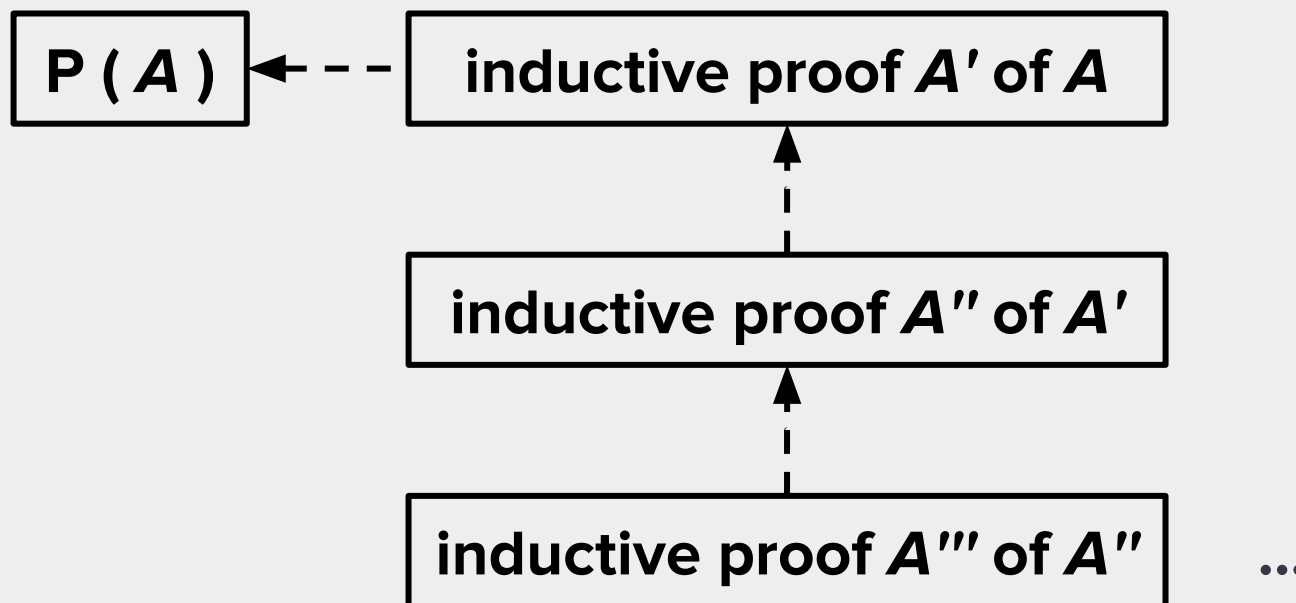 P ( A )
inductive proof A′ of A
inductive proof A″ of A′
inductive proof A‴ of A″
...